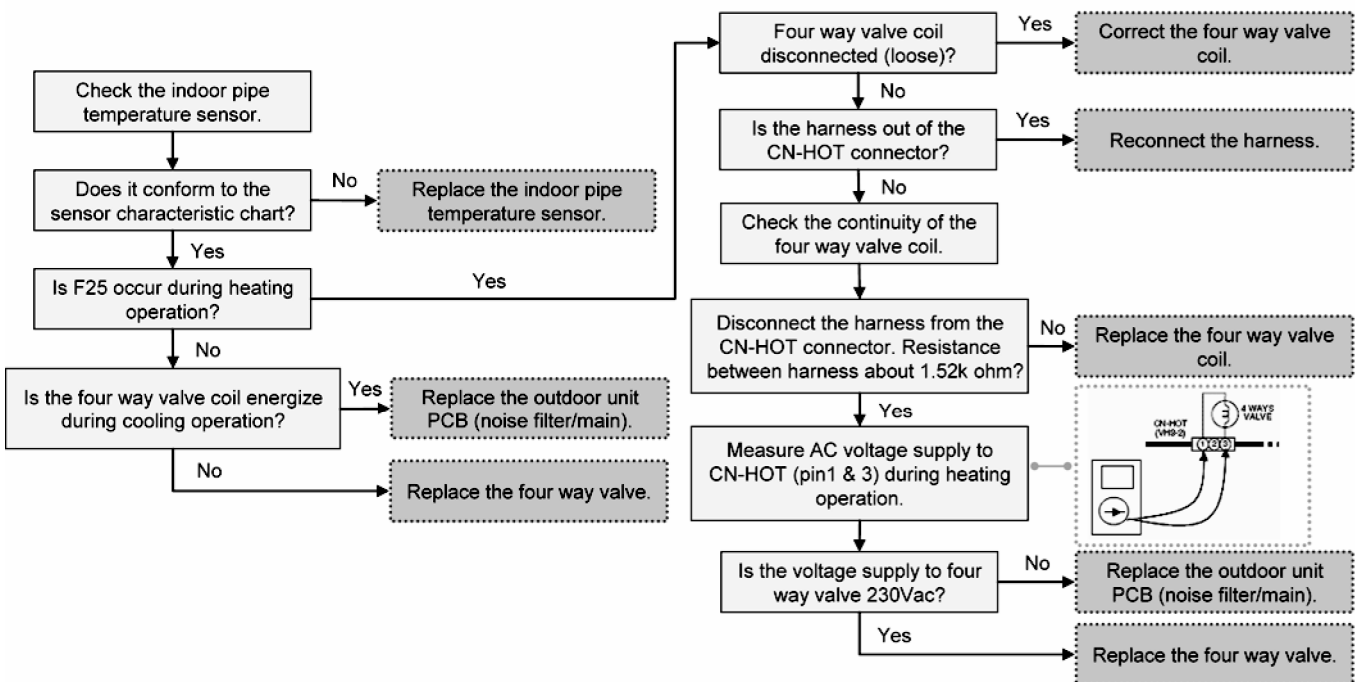 Check the indoor pipe
temperature sensor.
Does it conform to the
sensor characteristic chart?
No
Replace the indoor pipe
temperature sensor.
Yes
Is F25 occur during heating
operation?
Yes
No
Is the four way valve coil energize
during cooling operation?
Yes
Replace the outdoor unit
PCB (noise filter/main).
No
Replace the four way valve.
Four way valve coil
disconnected (loose)?
Yes
Correct the four way valve
coil.
No
Is the harness out of the
CN-HOT connector?
Yes
Reconnect the harness.
No
Check the continuity of the
four way valve coil.
Disconnect the harness from the
CN-HOT connector. Resistance
between harness about 1.52k ohm?
No
Replace the four way valve
coil.
Yes
Measure AC voltage supply to
CN-HOT (pin1 & 3) during heating
operation.
4 WAYS
VALVE
CN-HOT
(VH9-2)
1 2 3
Is the voltage supply to four
way valve 230Vac?
No
Replace the outdoor unit
PCB (noise filter/main).
Yes
Replace the four way valve.